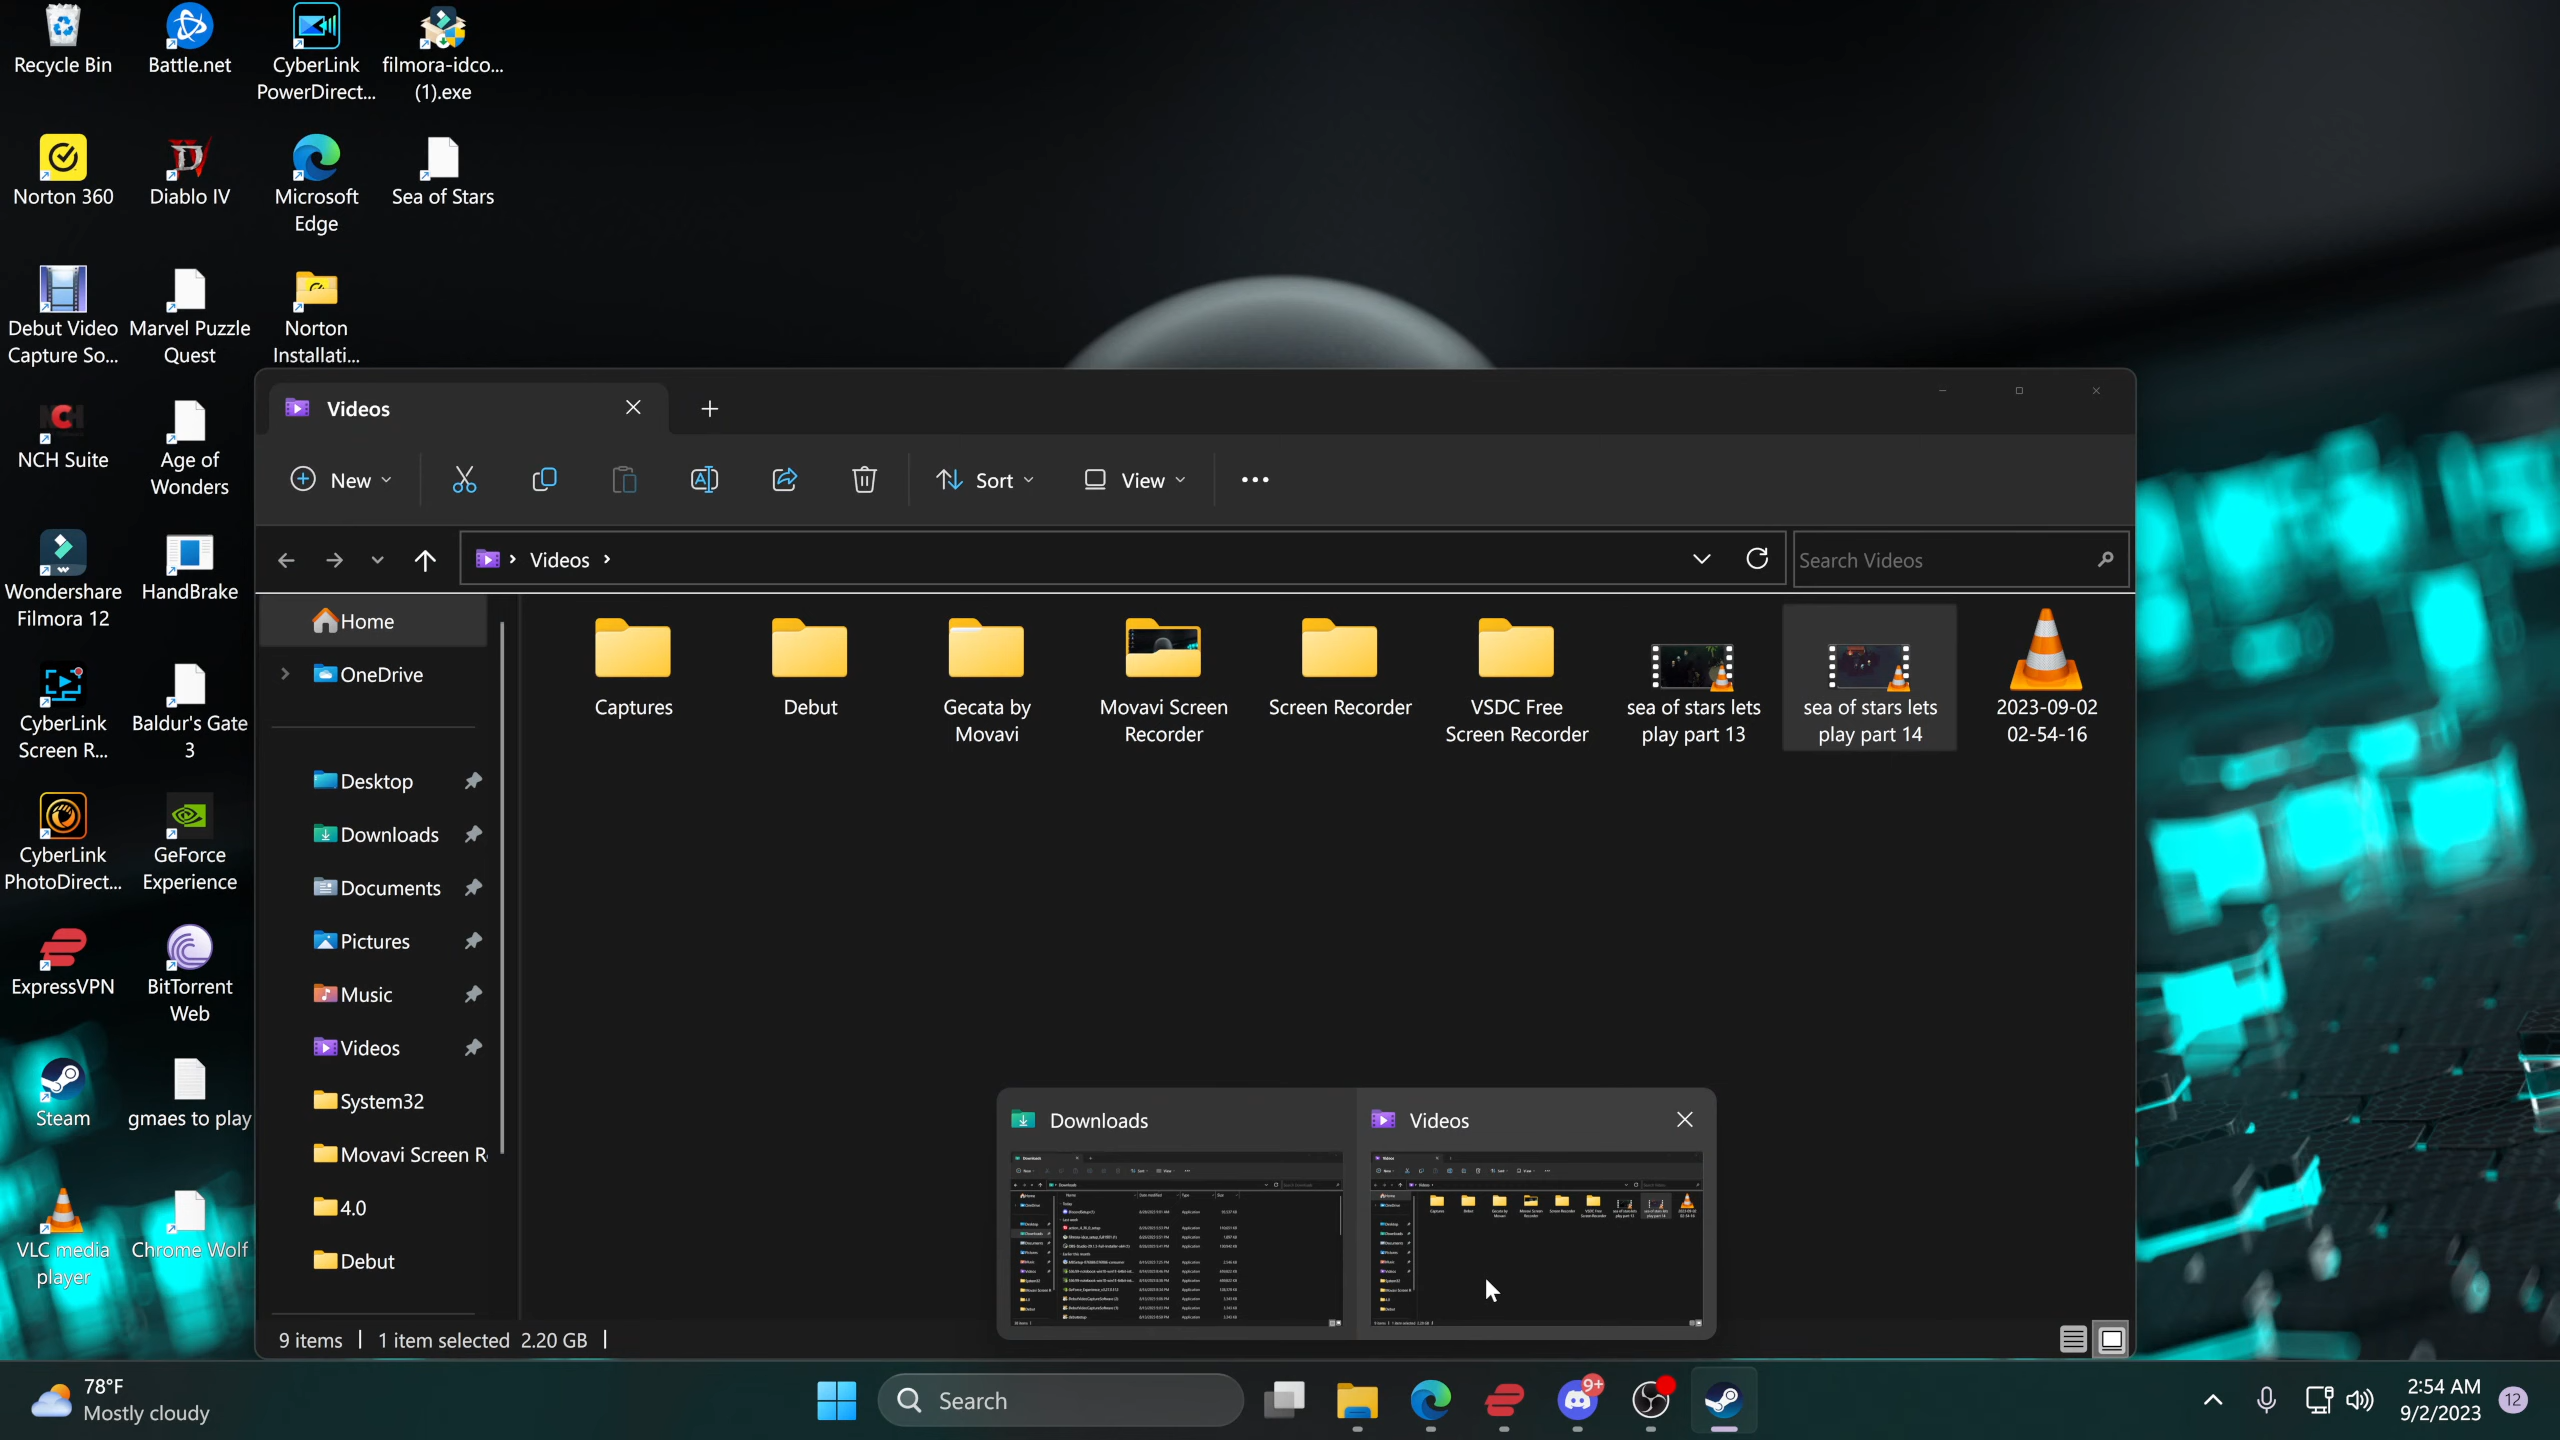 Recycle Bin
Battle.net
CyberLink
PowerDirect...
filmora-idco...
(1).exe
Norton 360
Diablo IV
Microsoft
Edge
Sea of Stars
Debut Video
Capture So...
Marvel Puzzle
Quest
Norton
Installati...
NCH Suite
Age of
Wonders
Wondershare
Filmora 12
HandBrake
CyberLink
Screen R...
Baldur's Gate
3
CyberLink
PhotoDirect...
GeForce
Experience
ExpressVPN
BitTorrent
Web
Steam
gmaes to play
VLC media
player
Chrome Wolf
Videos
New
Sort
View
Videos
Search Videos
Home
OneDrive
Desktop
Downloads
Documents
Pictures
Music
Videos
System32
Movavi Screen R
4.0
Debut
Captures
Debut
Gecata by
Movavi
Movavi Screen
Recorder
Screen Recorder
VSDC Free
Screen Recorder
sea of stars lets
play part 13
sea of stars lets
play part 14
2023-09-02
02-54-16
Downloads
Videos
9 items
1 item selected 2.20 GB
78°F
Mostly cloudy
Search
9+
2:54 AM
9/2/2023
12